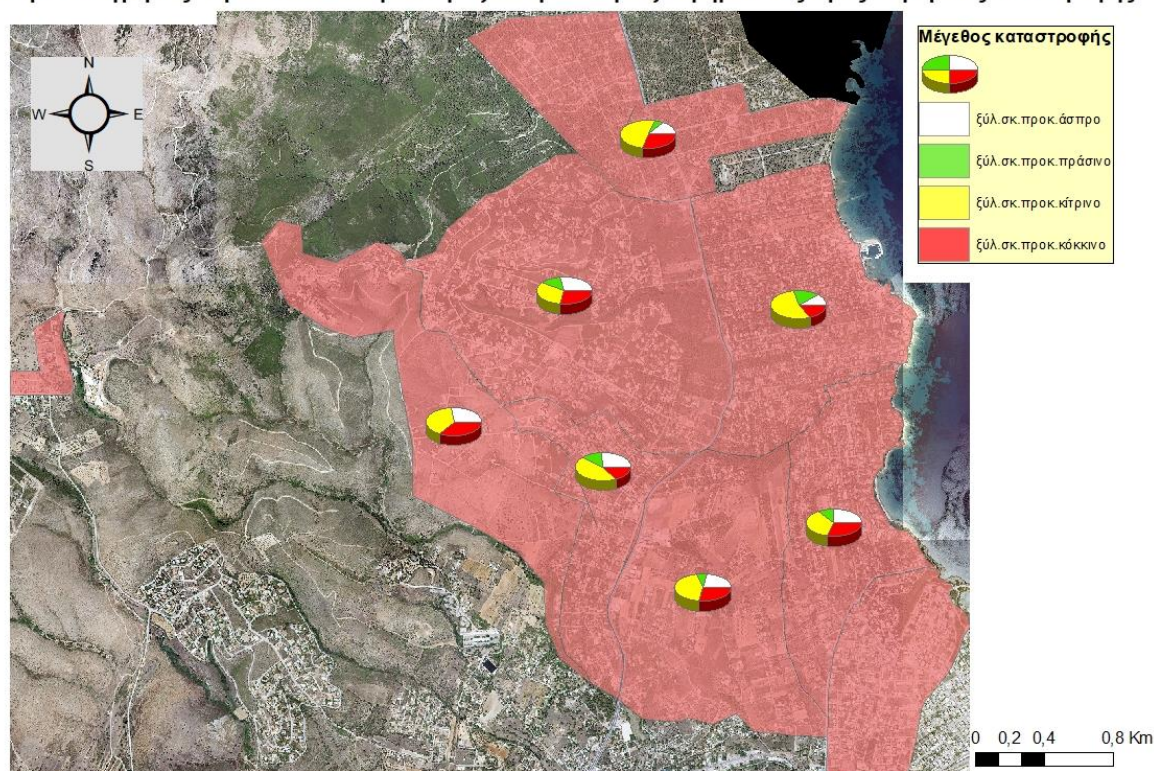 Μέγεθος καταστροφής
ξύλ.σκ.προκ.άσπρο
ξύλ.σκ.προκ.πράσινο
ξύλ.σκ.προκ.κίτρινο
ξύλ.σκ.προκ.κόκκινο
N
W E
S
0 0,2 0,4 0,8 Km